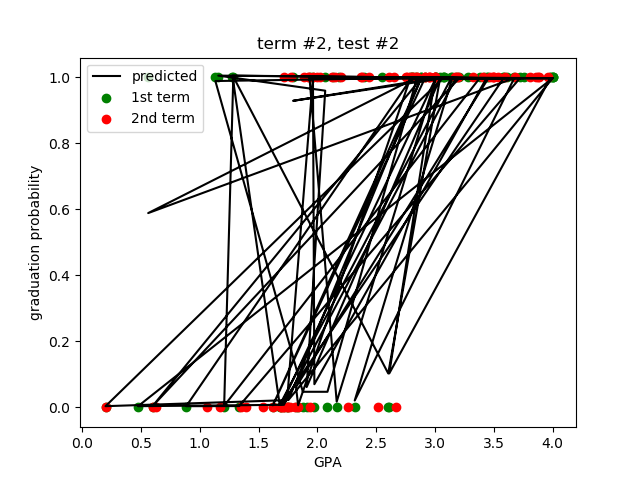 term #2, test #2
predicted
1st term
2nd term
graduation probability
1.0
0.8
0.6
0.4
0.2
0.0
0.0 0.5 1.0 1.5 2.0 2.5 3.0 3.5 4.0
GPA